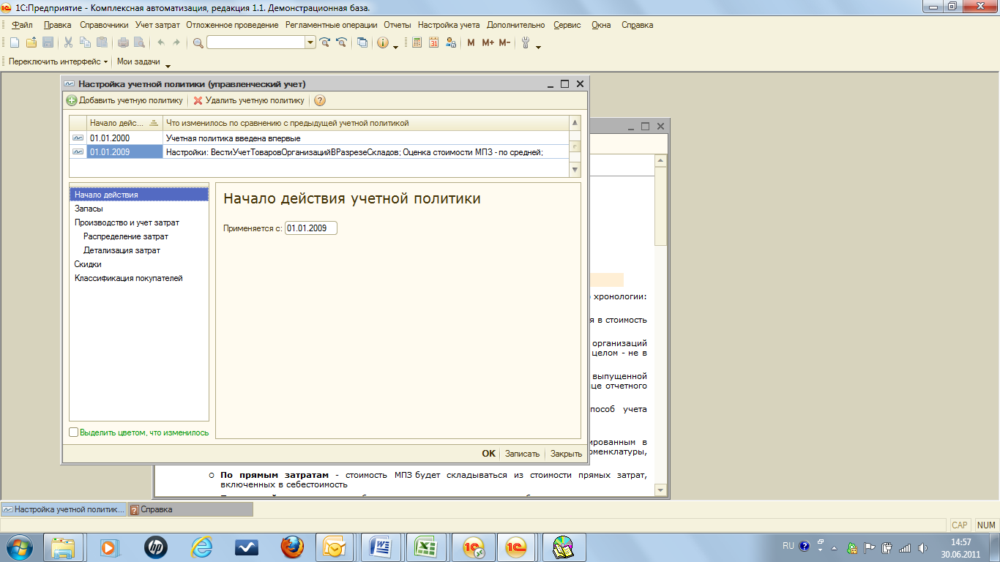 1С:Предприятие - Комплексная автоматизация, редакция 1.1. Демонстрационная база.
Файл Правка Справочники Учет затрат Отложенное проведение Регламентные операции Отчеты Настройка учета Дополнительно Сервис Окна Справка
M M+ M-
Переключить интерфейс Мои задачи
Настройка учетной политики (управленческий учет)
Добавить учетную политику Удалить учетную политику ?
Начало дейс... Что изменилось по сравнению с предыдущей учетной политикой
01.01.2000 Учетная политика введена впервые
01.01.2009 Настройки: ВестиУчетТоваровОрганизацийВРазрезеСкладов; Оценка стоимости МПЗ - по средней;
Начало действия
Запасы
Производство и учет затрат
Распределение затрат
Детализация затрат
Скидки
Классификация покупателей
Начало действия учетной политики
Применяется с: 01.01.2009
Выделить цветом, что изменилось
OK Записать Закрыть
хронологии:
я в стоимость
организаций
целом - не в
выпущенной
це отчетного
пособ учета
ированным в
оменклатуры,
По прямым затратам - стоимость МПЗ будет складываться из стоимости прямых затрат,
включенных в себестоимость
Настройка учетной политик... Справка
CAP NUM
RU 14:57
30.06.2011